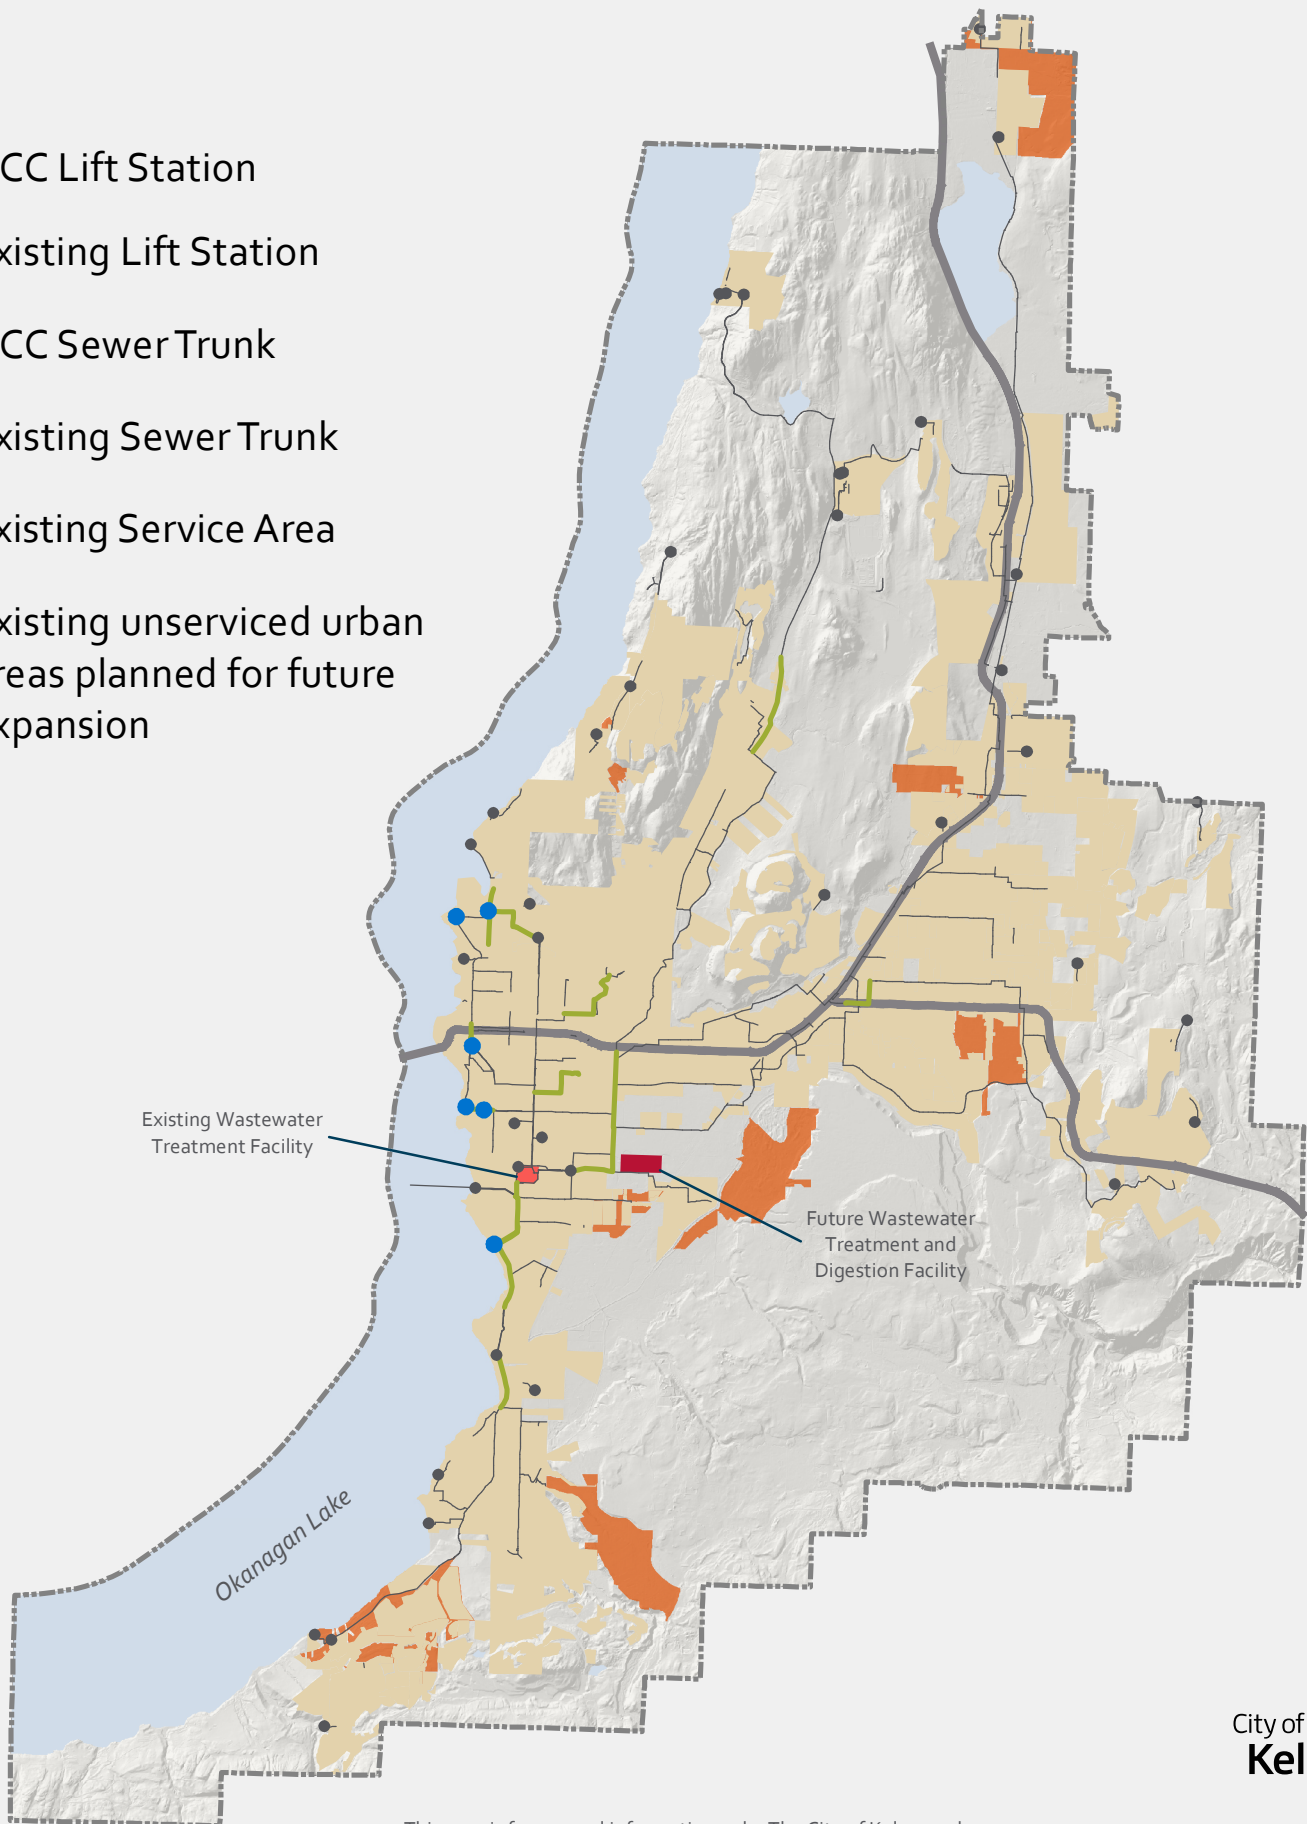 CC Lift Station
xisting Lift Station
CC Sewer Trunk
xisting Sewer Trunk
xisting Service Area
xisting unserviced urban
reas planned for future
xpansion
Existing Wastewater
Treatment Facility
Future Wastewater
Treatment and
Digestion Facility
Okanagan Lake
City of
Kel